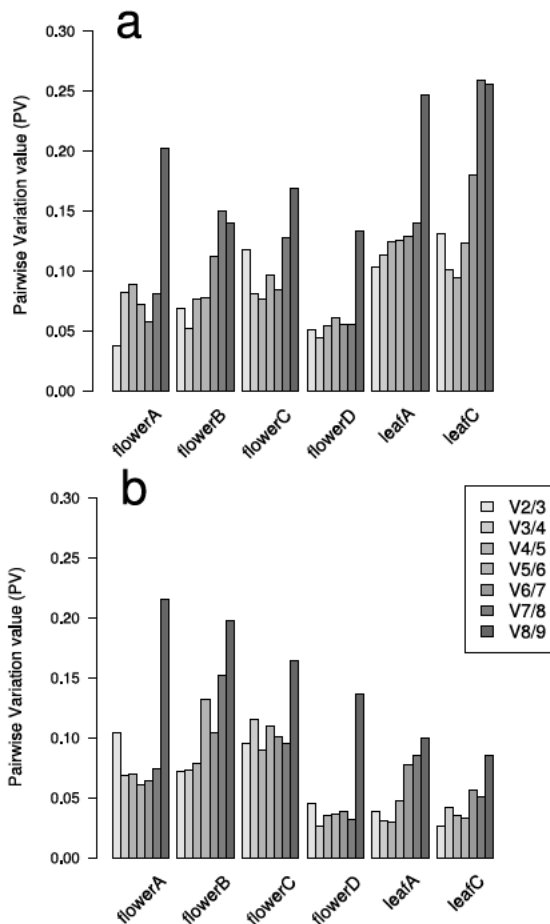 a
Pairwise Variation value (PV)
0.30
0.25
0.20
0.15
0.10
0.05
0.00
flowerA
flowerB
flowerC
flowerD
leafA
leafC
b
Pairwise Variation value (PV)
0.30
0.25
0.20
0.15
0.10
0.05
0.00
V2/3
V3/4
V4/5
V5/6
V6/7
V7/8
V8/9
flowerA
flowerB
flowerC
flowerD
leafA
leafC